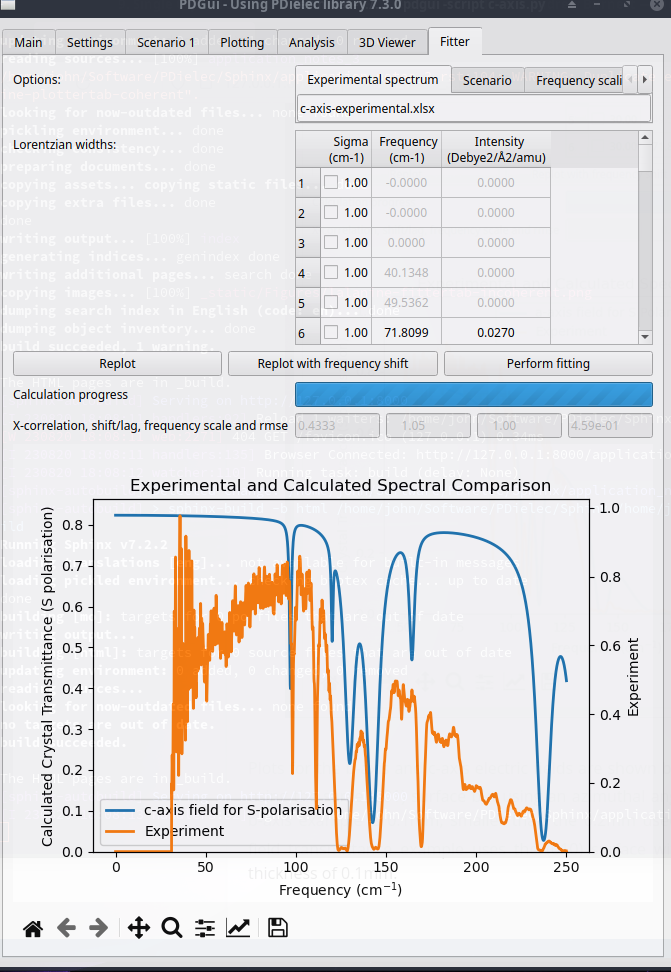 PDGui - Using PDielec library 7.3.0
Main Settings Scenario 1 Plotting Analysis 3D Viewer Fitter
Options:
Experimental spectrum Scenario Frequency scali
c-axis-experimental.xlsx
Lorentzian widths:
Sigma (cm-1) Frequency (cm-1) Intensity (Debye2/Å2/amu)
1 1.00 -0.0000 0.0000
2 1.00 -0.0000 0.0000
3 1.00 0.0000 0.0000
4 1.00 40.1348 0.0000
5 1.00 49.5362 0.0000
6 1.00 71.8099 0.0270
Replot Replot with frequency shift Perform fitting
Calculation progress
X-correlation, shift/lag, frequency scale and rmse 0.4333 1.05 1.00 4.59e-01
Experimental and Calculated Spectral Comparison
Calculated Crystal Transmittance (S polarisation)
0.8
0.7
0.6
0.5
0.4
0.3
0.2
0.1
0.0
1.0
0.8
0.6
0.4
0.2
0.0
Experiment
c-axis field for S-polarisation
Experiment
0 50 100 150 200 250
Frequency (cm⁻¹)
thickness of 0.1mm.